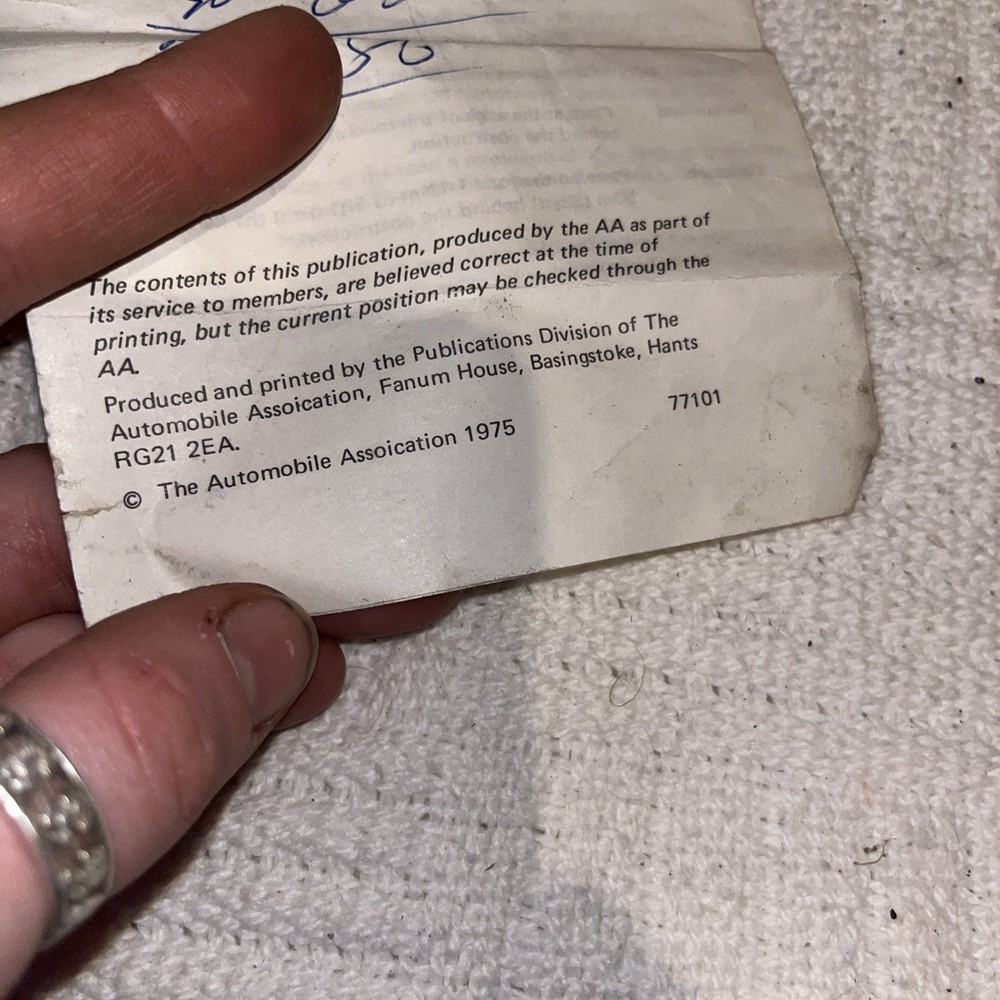 50
The contents of this publication, produced by the AA as part of
its service to members, are believed correct at the time of
printing, but the current position may be checked through the
AA.
Produced and printed by the Publications Division of The
Automobile Assoication, Fanum House, Basingstoke, Hants
RG21 2EA.
77101
© The Automobile Assoication 1975